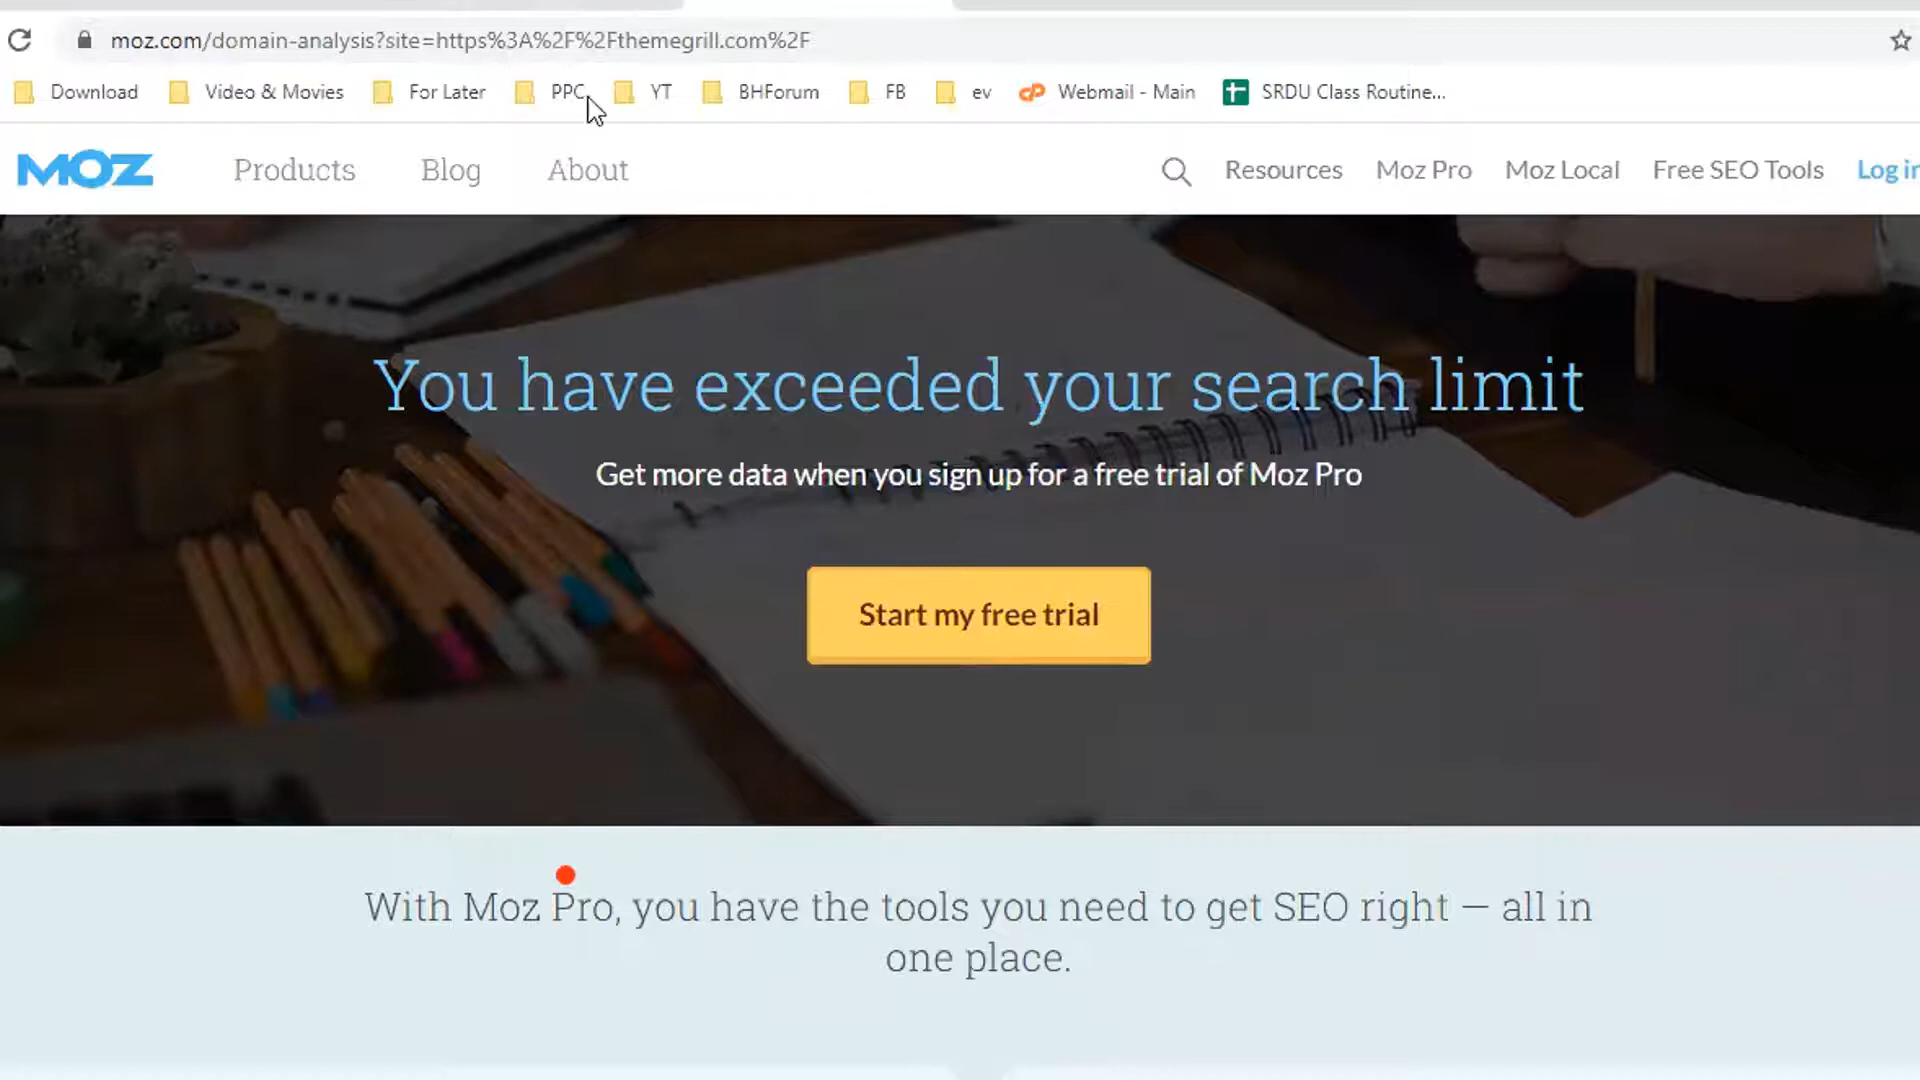 moz.com/domain-analysis?site=https%3A%2F%2Fthemegrill.com%2F
Download Video & Movies For Later PPC YT BHForum FB ev Webmail - Main SRDU Class Routine...
MOZ Products Blog About Resources Moz Pro Moz Local Free SEO Tools Log in
You have exceeded your search limit
Get more data when you sign up for a free trial of Moz Pro
Start my free trial
With Moz Pro, you have the tools you need to get SEO right — all in
one place.